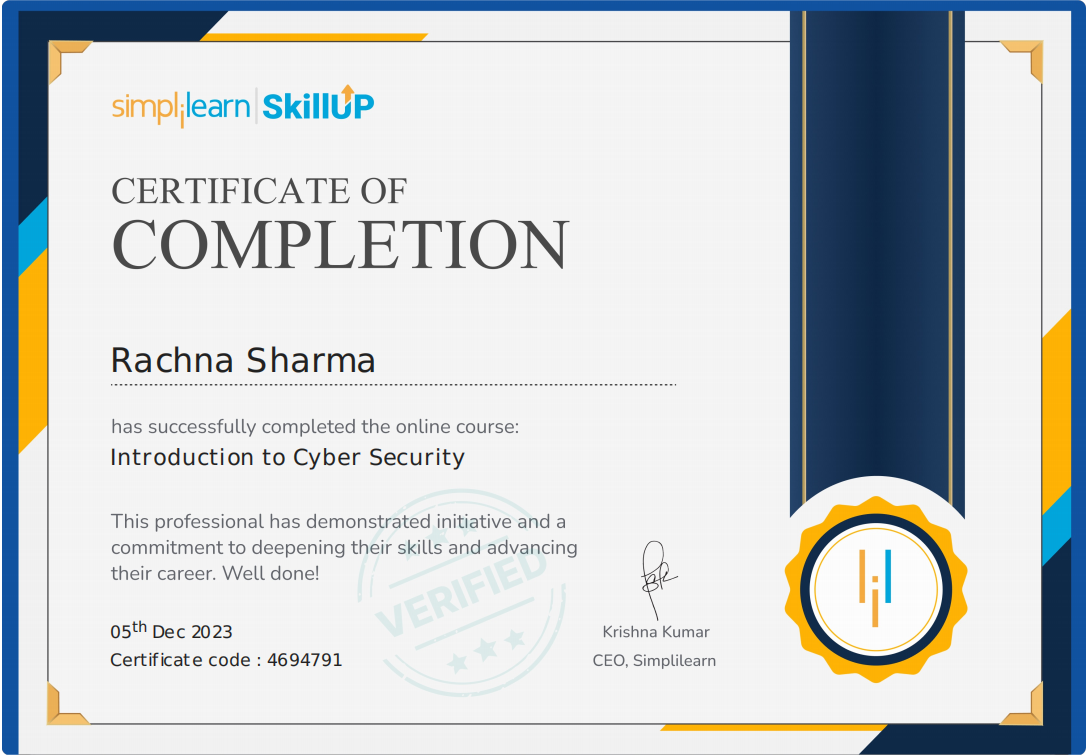 simplilearn | SkillUP
CERTIFICATE OF
COMPLETION
Rachna Sharma
has successfully completed the online course:
Introduction to Cyber Security
This professional has demonstrated initiative and a
commitment to deepening their skills and advancing
their career. Well done!
VERIFIED
05th Dec 2023
Certificate code : 4694791
Krishna Kumar
CEO, Simplilearn